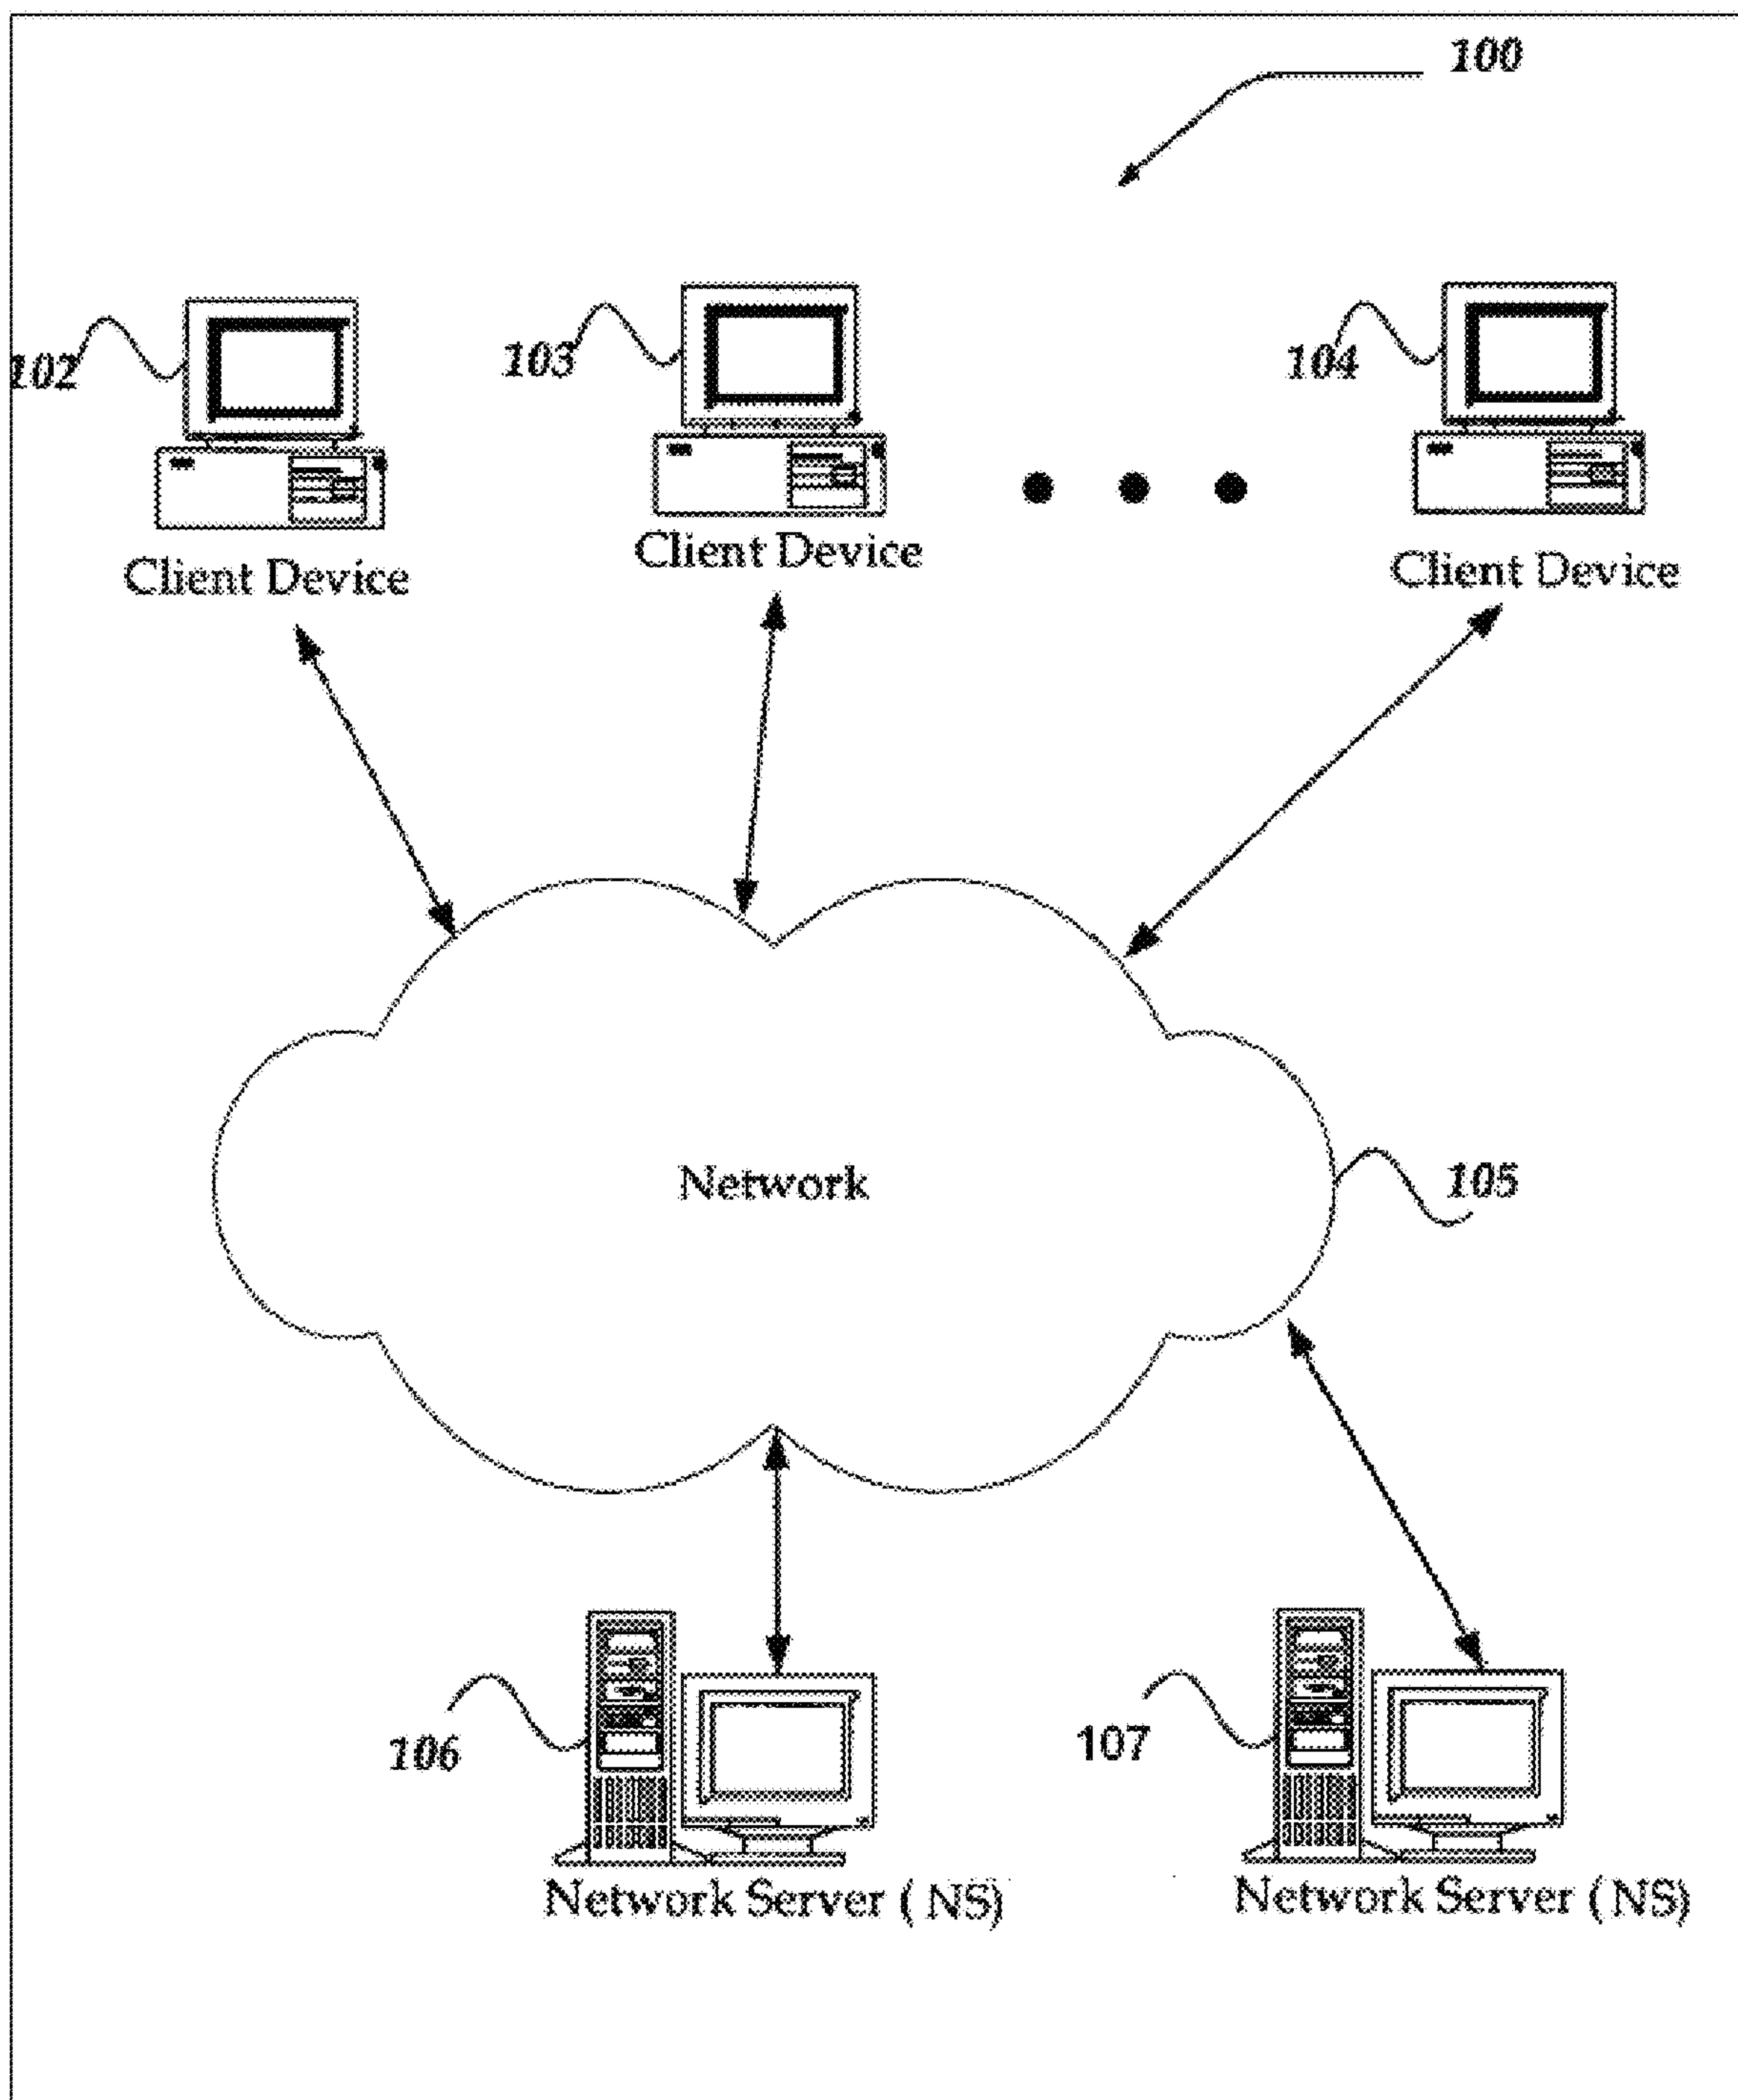 100
102
103
104
Client Device
Client Device
Client Device
Network
105
106
107
Network Server ( NS)
Network Server ( NS)